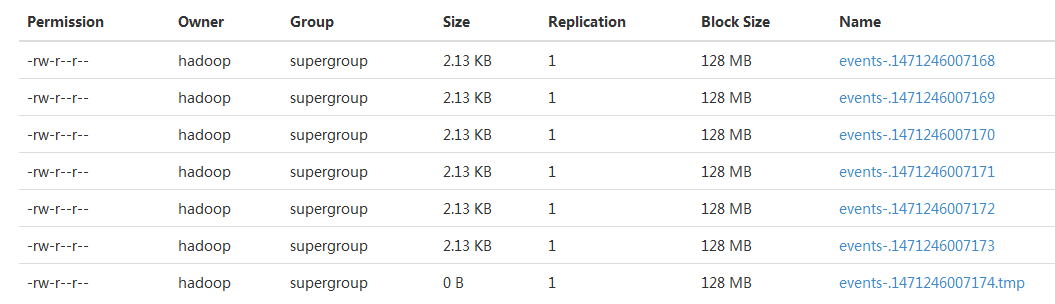 Permission Owner Group Size Replication Block Size Name
-rw-r--r-- hadoop supergroup 2.13 KB 1 128 MB events-.1471246007168
-rw-r--r-- hadoop supergroup 2.13 KB 1 128 MB events-.1471246007169
-rw-r--r-- hadoop supergroup 2.13 KB 1 128 MB events-.1471246007170
-rw-r--r-- hadoop supergroup 2.13 KB 1 128 MB events-.1471246007171
-rw-r--r-- hadoop supergroup 2.13 KB 1 128 MB events-.1471246007172
-rw-r--r-- hadoop supergroup 2.13 KB 1 128 MB events-.1471246007173
-rw-r--r-- hadoop supergroup 0 B 1 128 MB events-.1471246007174.tmp